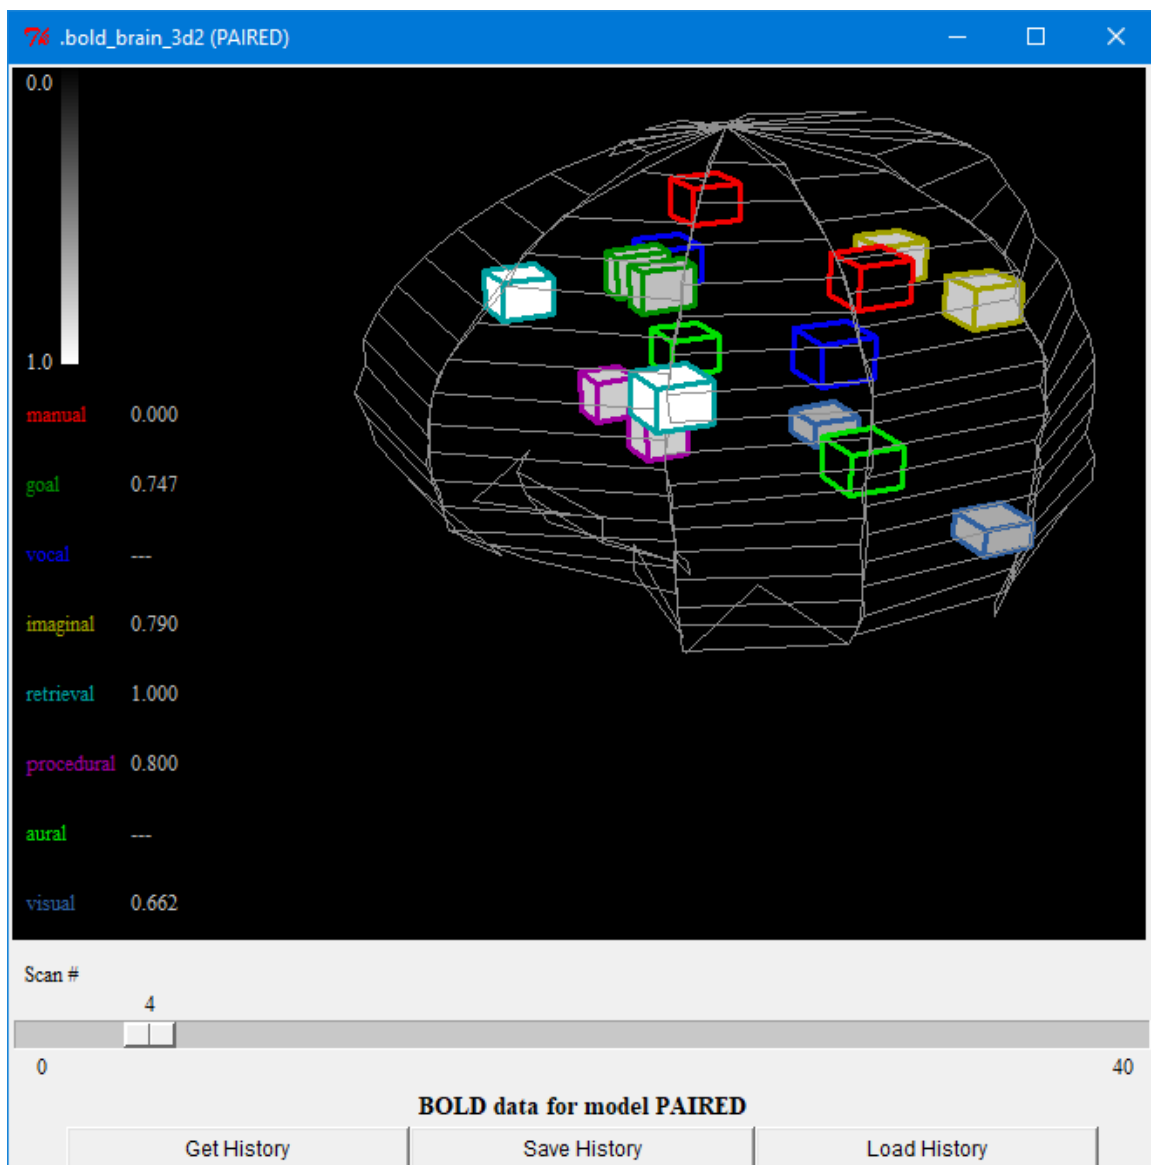 .bold_brain_3d2 (PAIRED)
0.0
1.0
manual 0.000
goal 0.747
vocal ---
imaginal 0.790
retrieval 1.000
procedural 0.800
aural ---
visual 0.662
Scan #
4
0 40
BOLD data for model PAIRED
Get History Save History Load History